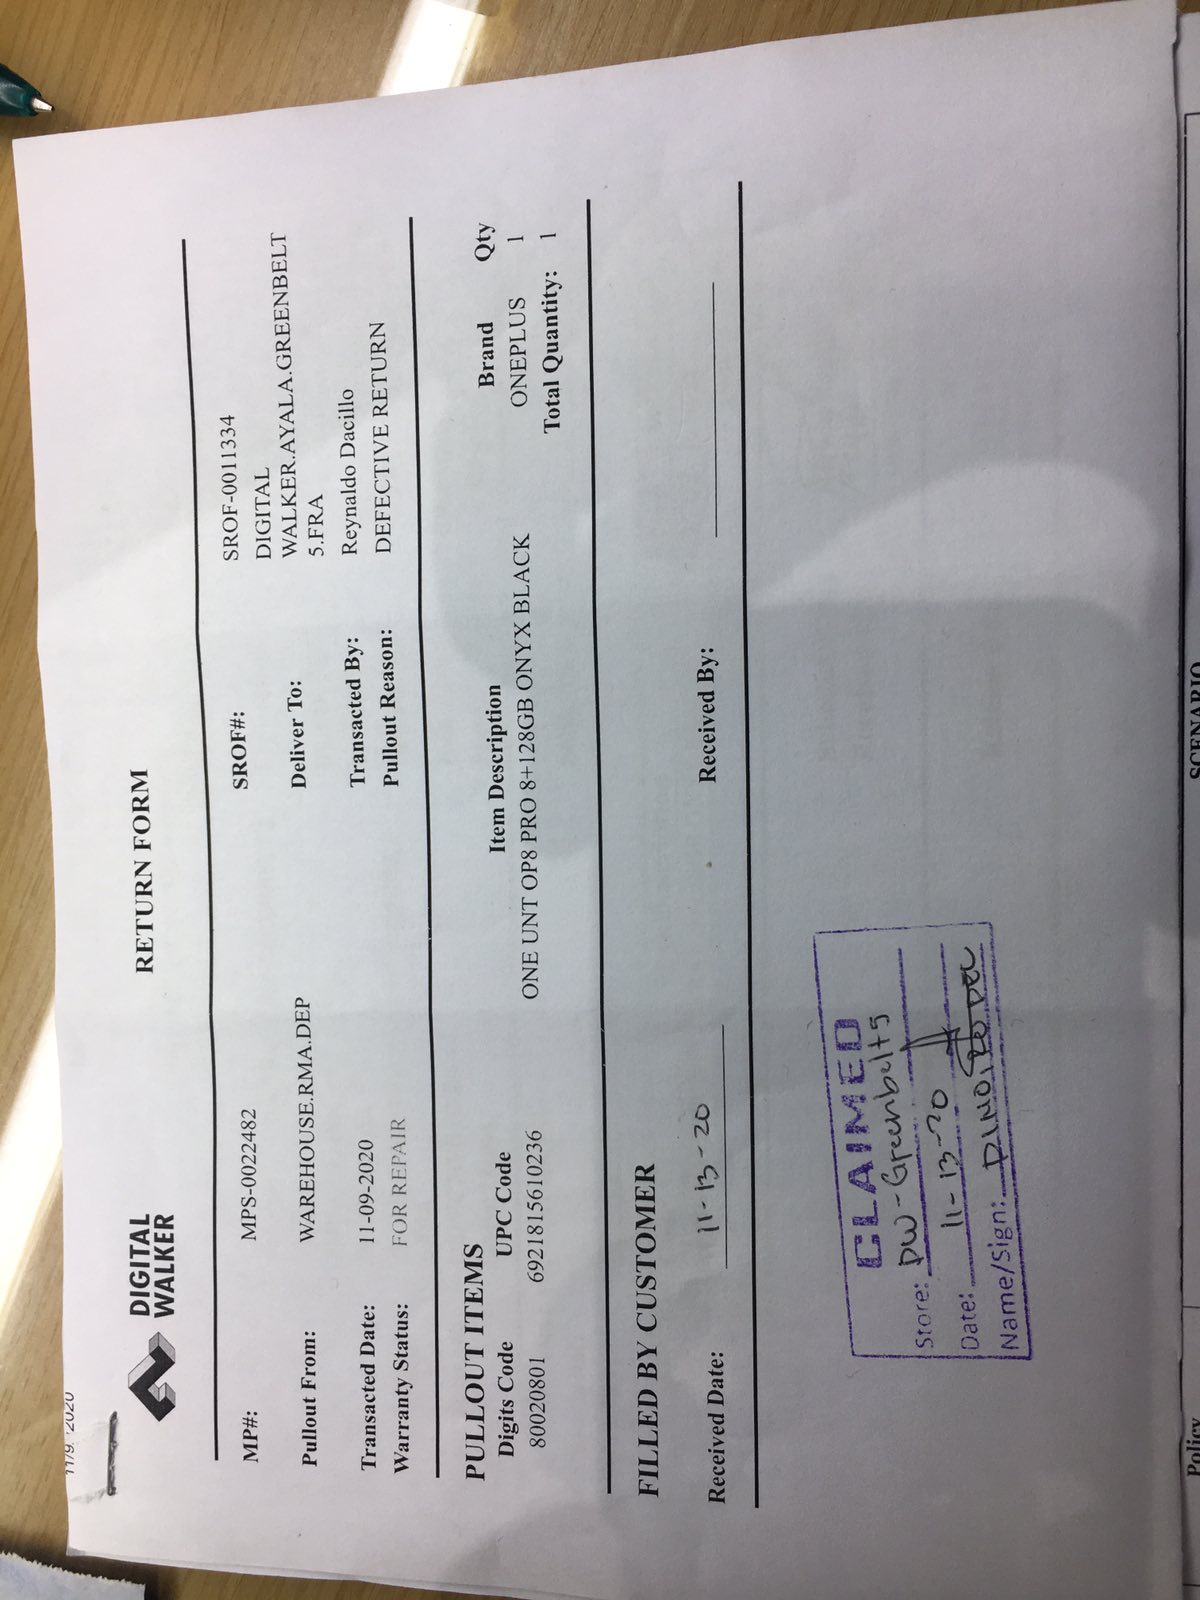 11/9/2020
DIGITAL
WALKER
RETURN FORM
MP#: MPS-0022482 SROF#: SROF-0011334
Pullout From: WAREHOUSE.RMA.DEP Deliver To: DIGITAL
WALKER.AYALA.GREENBELT
5.FRA
Transacted Date: 11-09-2020 Transacted By: Reynaldo Dacillo
Warranty Status: FOR REPAIR Pullout Reason: DEFECTIVE RETURN
PULLOUT ITEMS
Digits Code UPC Code Item Description Brand Qty
80020801 6921815610236 ONE UNT OP8 PRO 8+128GB ONYX BLACK ONEPLUS 1
Total Quantity: 1
FILLED BY CUSTOMER
Received Date: 11-13-20 Received By:
CLAIMED
Store: DW-Greenbelt5
Date: 11-13-20
Name/Sign:
Policy
SCENARIO